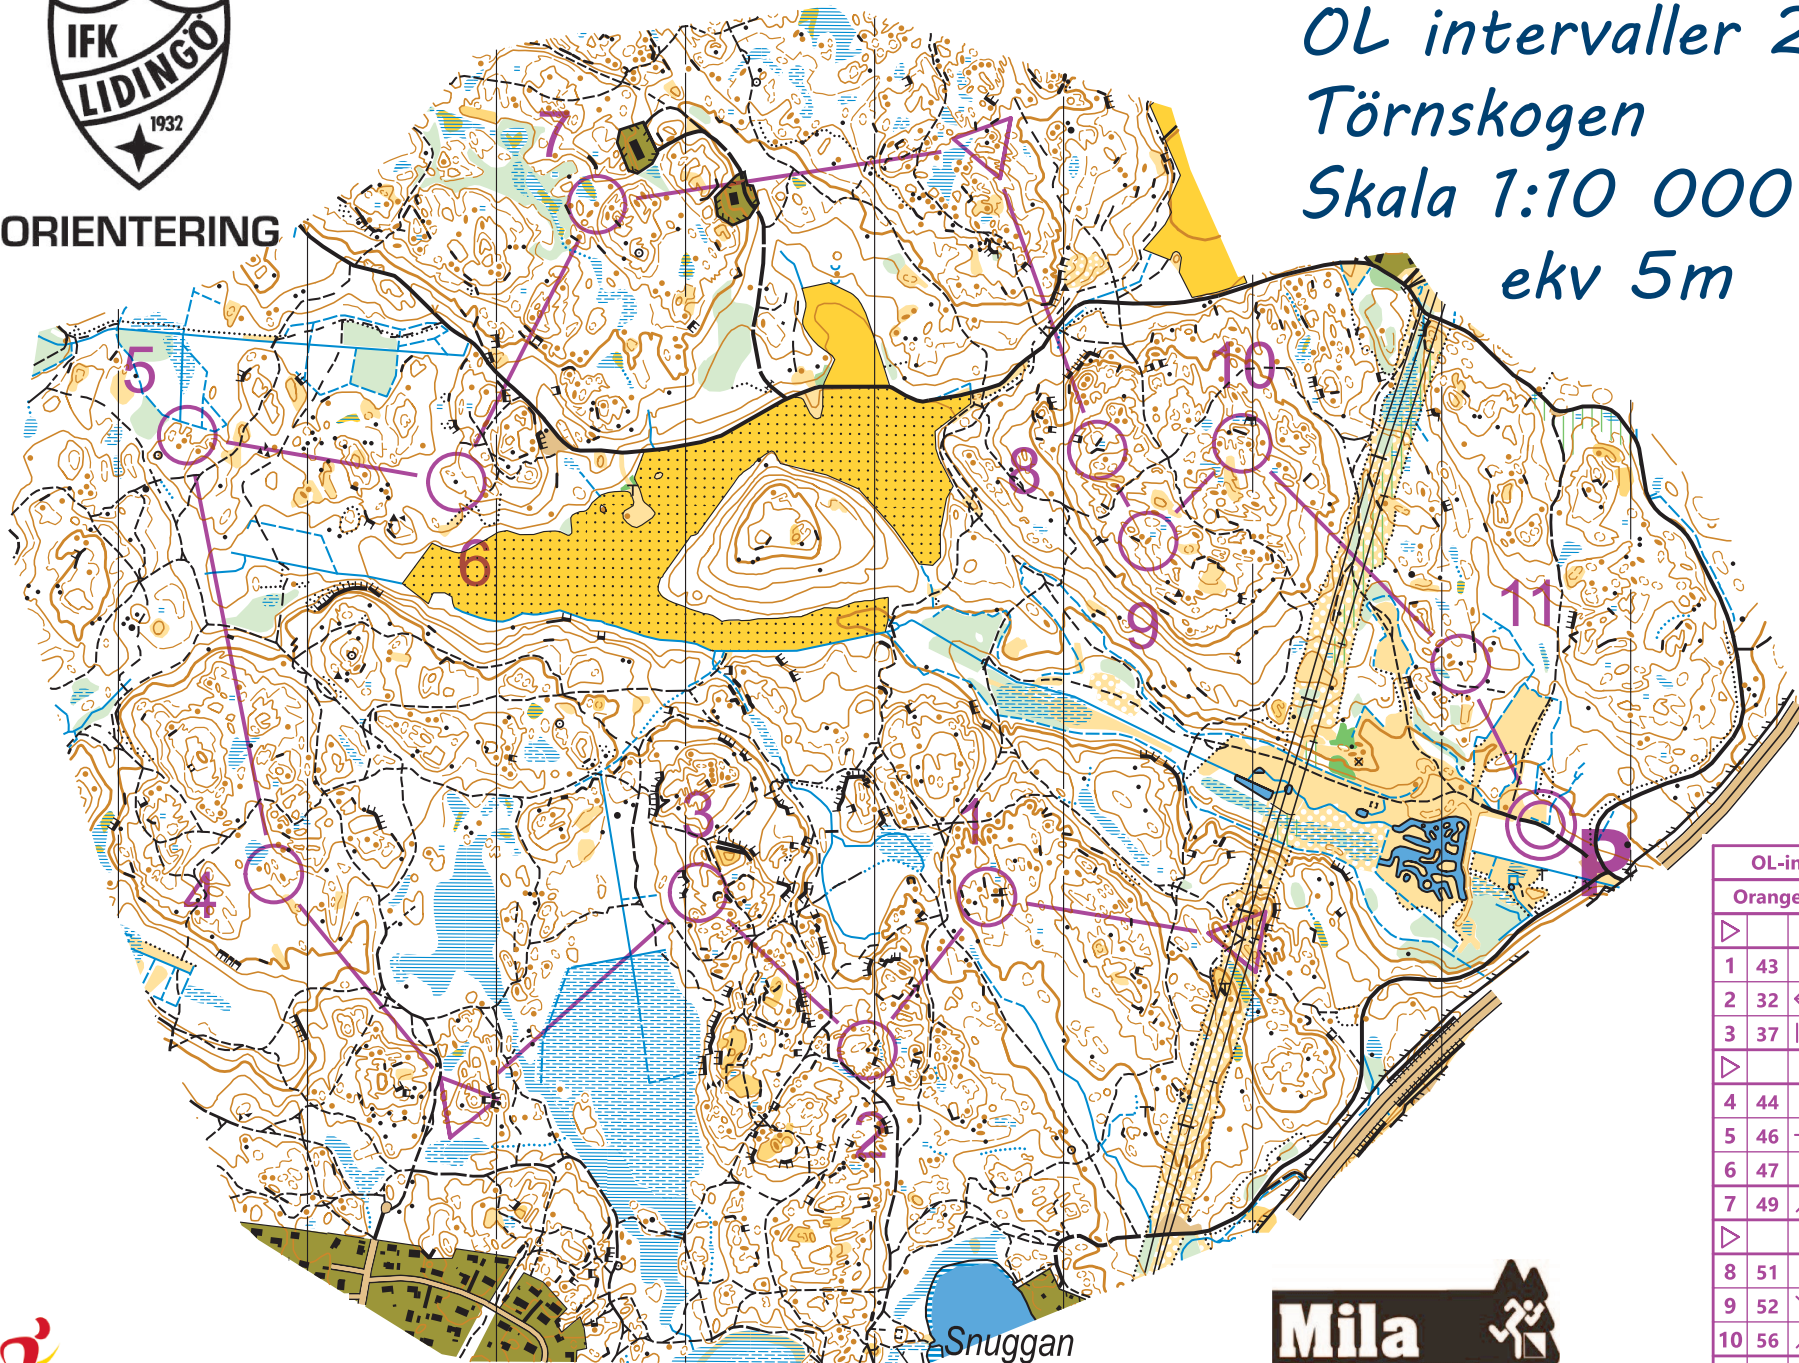 IFK
LIDINGÖ
1932
ORIENTERING
OL intervaller 2
Törnskogen
Skala 1:10 000
ekv 5m
7
5
10
8
6
11
9
3
1
4
2
P
Snuggan
Mila
OL-in
Orange
1 43
2 32
3 37
4 44
5 46
6 47
7 49
8 51
9 52
10 56